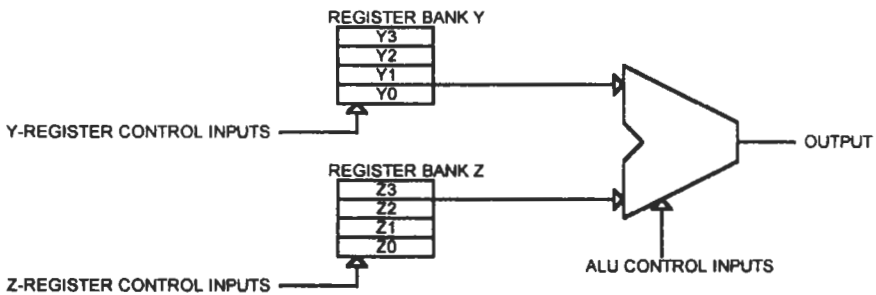 REGISTER BANK Y
Y3
Y2
Y1
Y0
Y-REGISTER CONTROL INPUTS
OUTPUT
REGISTER BANK Z
Z3
Z2
Z1
Z0
Z-REGISTER CONTROL INPUTS
ALU CONTROL INPUTS